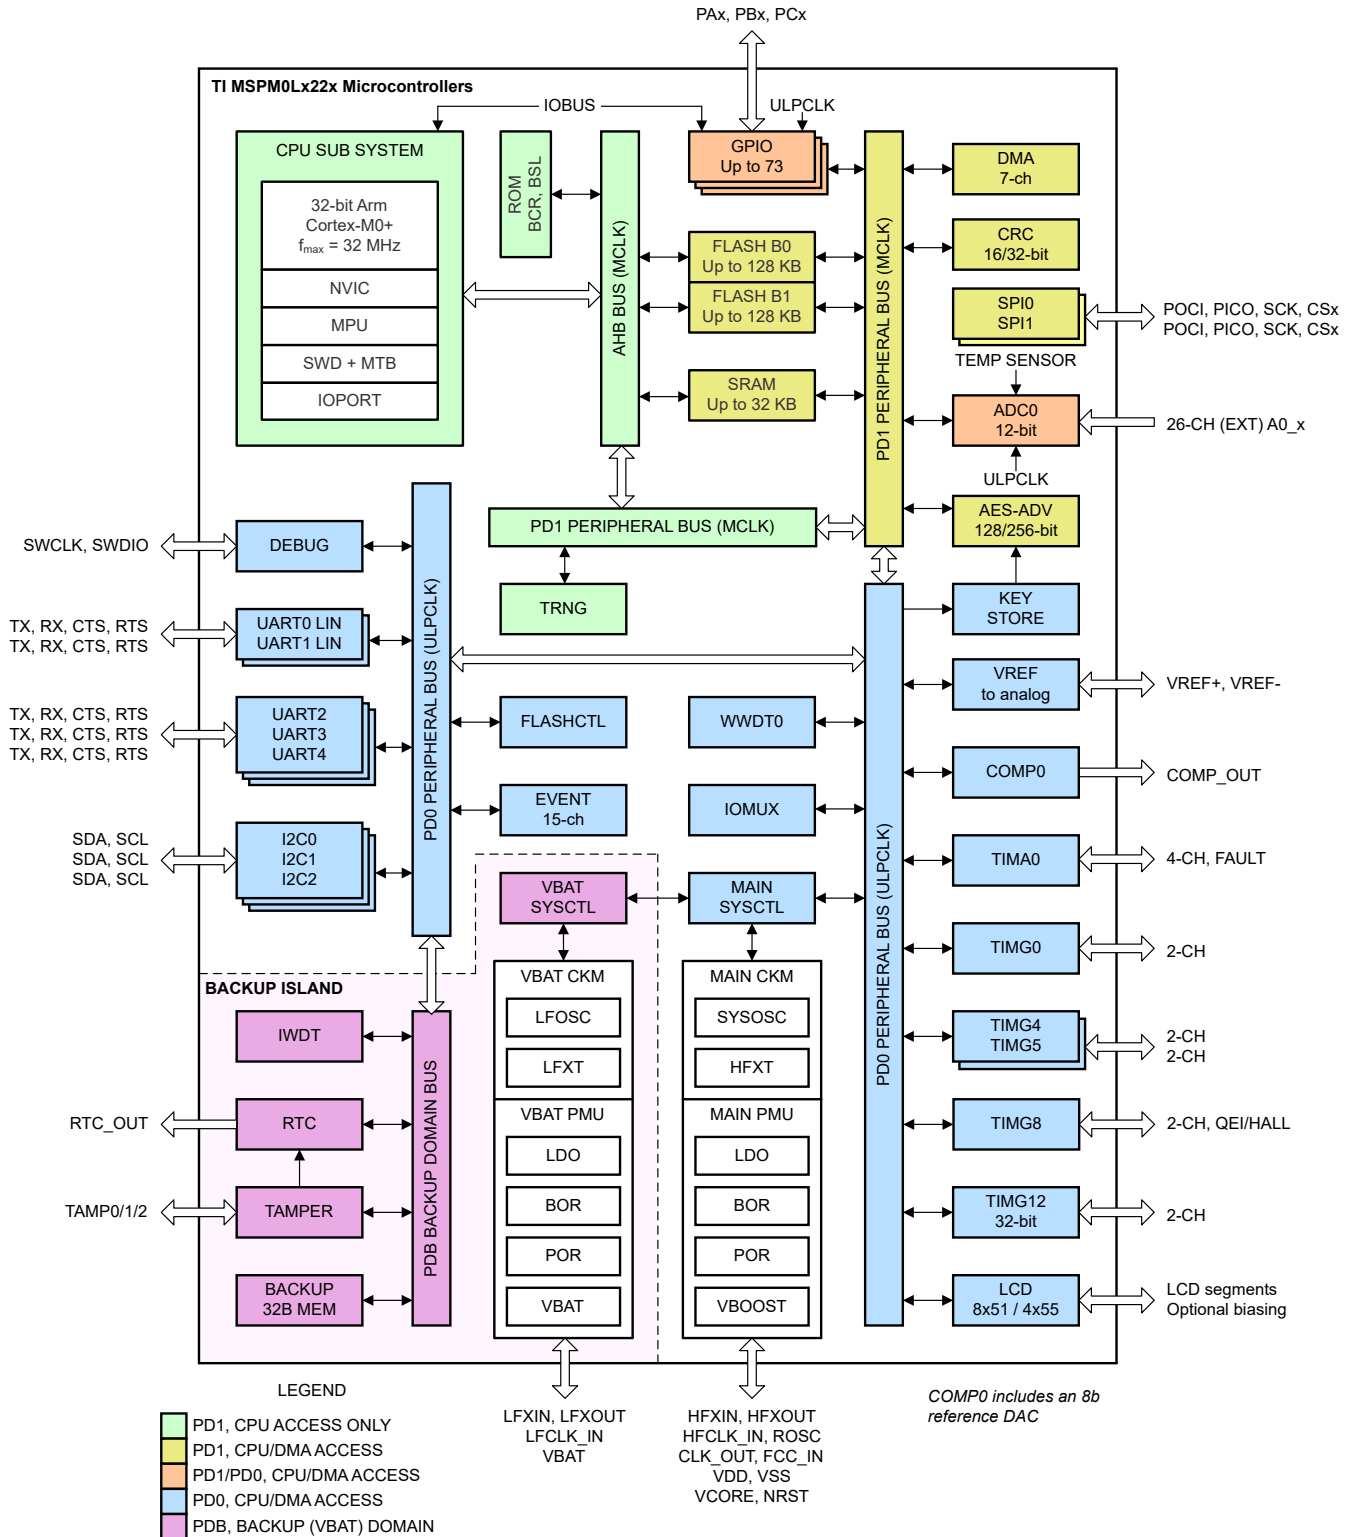 PAx, PBx, PCx
TI MSPM0Lx22x Microcontrollers
IOBUS
ULPCLK
CPU SUB SYSTEM
32-bit Arm
Cortex-M0+
fmax = 32 MHz
NVIC
MPU
SWD + MTB
IOPORT
ROM
BCR, BSL
AHB BUS (MCLK)
GPIO
Up to 73
FLASH B0
Up to 128 KB
FLASH B1
Up to 128 KB
SRAM
Up to 32 KB
PD1 PERIPHERAL BUS (MCLK)
DMA
7-ch
CRC
16/32-bit
SPI0
SPI1
POCI, PICO, SCK, CSx
POCI, PICO, SCK, CSx
TEMP SENSOR
ADC0
12-bit
26-CH (EXT) A0_x
ULPCLK
AES-ADV
128/256-bit
PD1 PERIPHERAL BUS (MCLK)
TRNG
KEY
STORE
SWCLK, SWDIO
DEBUG
TX, RX, CTS, RTS
TX, RX, CTS, RTS
UART0 LIN
UART1 LIN
TX, RX, CTS, RTS
TX, RX, CTS, RTS
TX, RX, CTS, RTS
UART2
UART3
UART4
SDA, SCL
SDA, SCL
SDA, SCL
I2C0
I2C1
I2C2
PD0 PERIPHERAL BUS (ULPCLK)
FLASHCTL
EVENT
15-ch
WWDT0
IOMUX
VBAT
SYSCTL
MAIN
SYSCTL
PD0 PERIPHERAL BUS (ULPCLK)
VREF
to analog
VREF+, VREF-
COMP0
COMP_OUT
TIMA0
4-CH, FAULT
TIMG0
2-CH
TIMG4
TIMG5
2-CH
2-CH
TIMG8
2-CH, QEI/HALL
TIMG12
32-bit
2-CH
LCD
8x51 / 4x55
LCD segments
Optional biasing
BACKUP ISLAND
IWDT
RTC_OUT
RTC
TAMP0/1/2
TAMPER
BACKUP
32B MEM
PDB BACKUP DOMAIN BUS
VBAT CKM
LFOSC
LFXT
VBAT PMU
LDO
BOR
POR
VBAT
MAIN CKM
SYSOSC
HFXT
MAIN PMU
LDO
BOR
POR
VBOOST
LFXIN, LFXOUT
LFCLK_IN
VBAT
HFXIN, HFXOUT
HFCLK_IN, ROSC
CLK_OUT, FCC_IN
VDD, VSS
VCORE, NRST
COMP0 includes an 8b
reference DAC
LEGEND
PD1, CPU ACCESS ONLY
PD1, CPU/DMA ACCESS
PD1/PD0, CPU/DMA ACCESS
PD0, CPU/DMA ACCESS
PDB, BACKUP (VBAT) DOMAIN